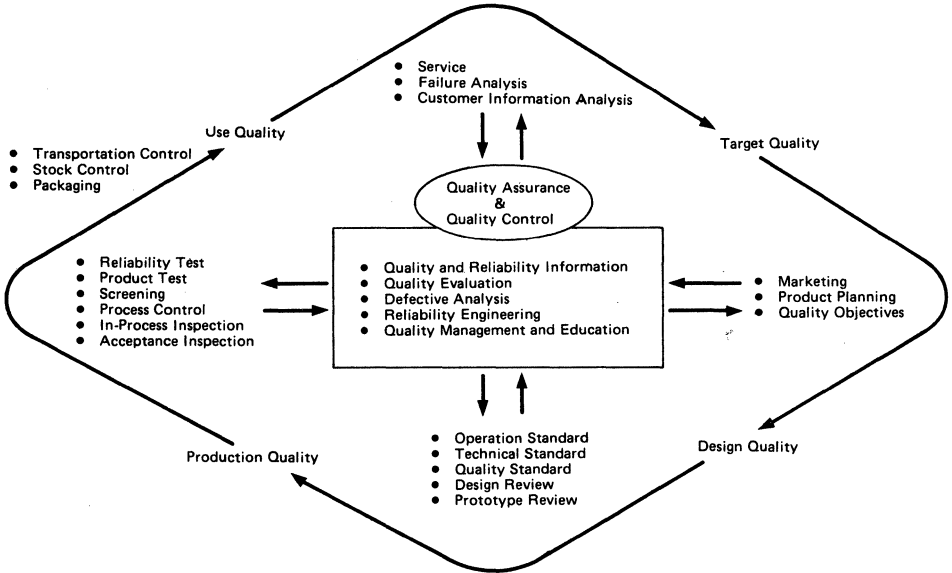 ● Service
● Failure Analysis
● Customer Information Analysis
Use Quality
Target Quality
● Transportation Control
● Stock Control
● Packaging
Quality Assurance
&
Quality Control
● Reliability Test
● Product Test
● Screening
● Process Control
● In-Process Inspection
● Acceptance Inspection
● Quality and Reliability Information
● Quality Evaluation
● Defective Analysis
● Reliability Engineering
● Quality Management and Education
● Marketing
● Product Planning
● Quality Objectives
Production Quality
Design Quality
● Operation Standard
● Technical Standard
● Quality Standard
● Design Review
● Prototype Review